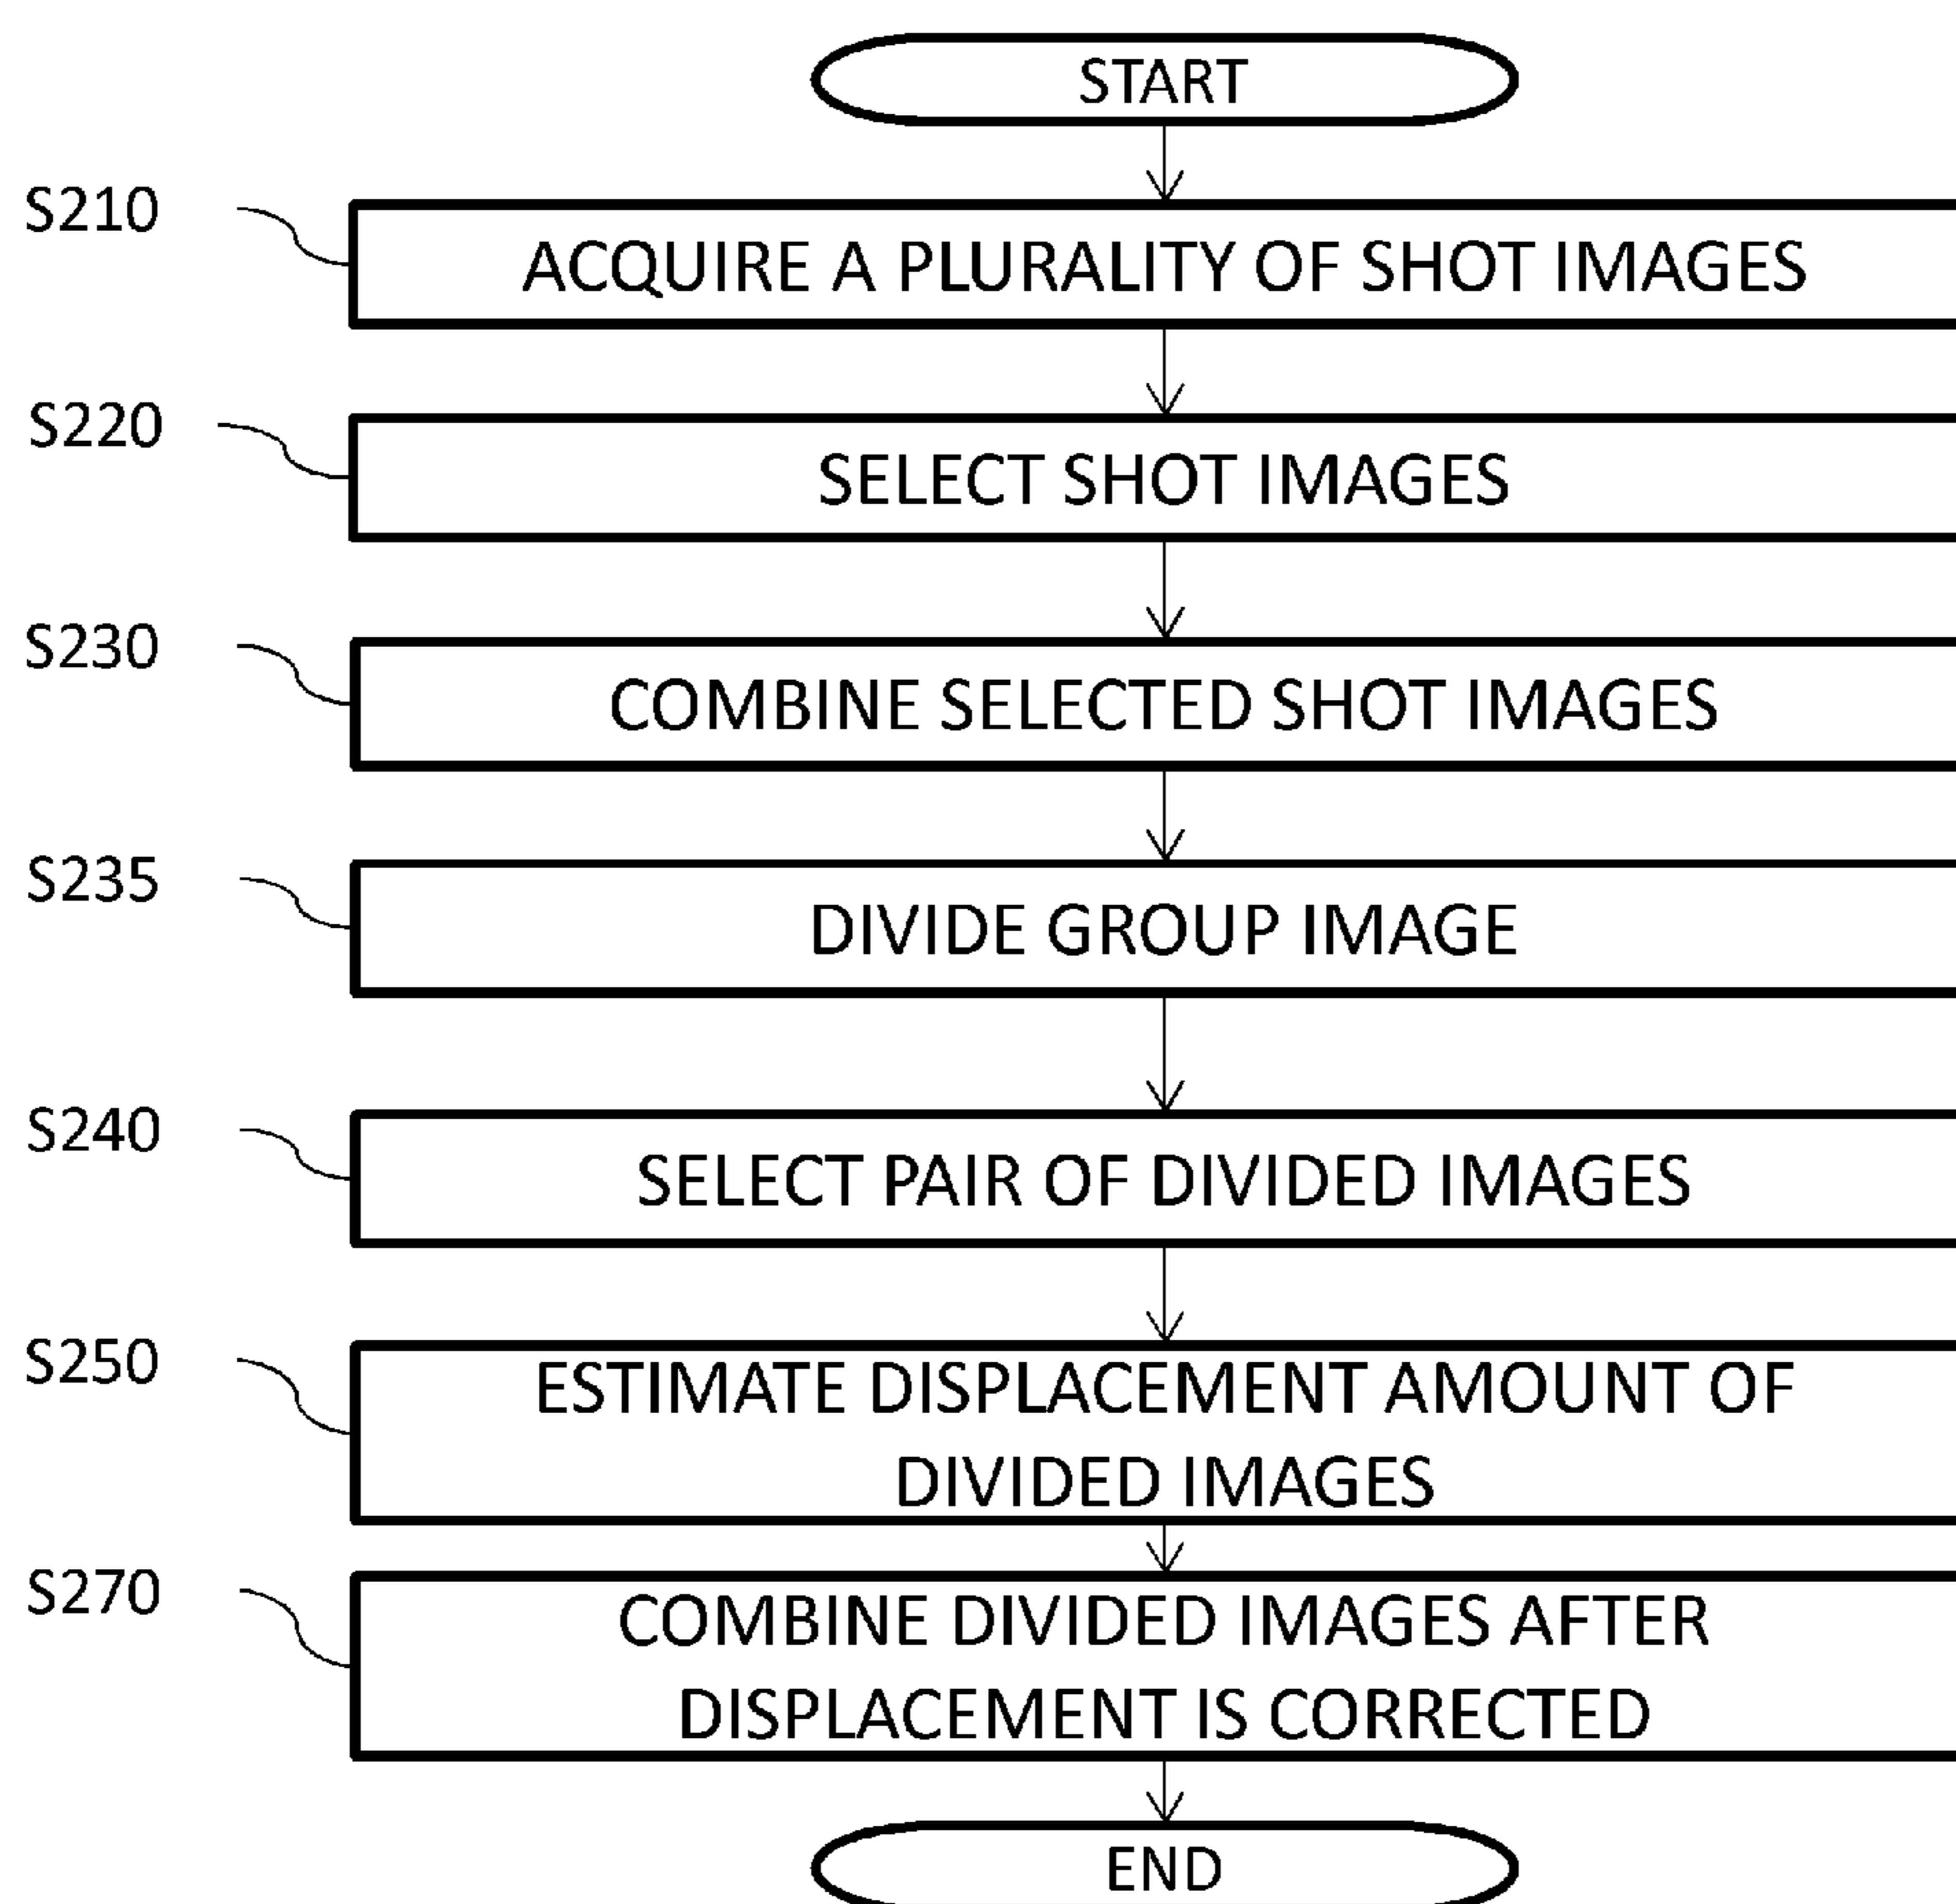 START
S210
ACQUIRE A PLURALITY OF SHOT IMAGES
S220
SELECT SHOT IMAGES
S230
COMBINE SELECTED SHOT IMAGES
S235
DIVIDE GROUP IMAGE
S240
SELECT PAIR OF DIVIDED IMAGES
S250
ESTIMATE DISPLACEMENT AMOUNT OF
DIVIDED IMAGES
S270
COMBINE DIVIDED IMAGES AFTER
DISPLACEMENT IS CORRECTED
END